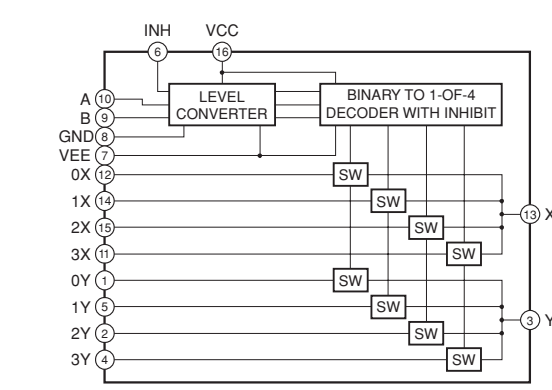 INH VCC
6 16
A 10
LEVEL CONVERTER
BINARY TO 1-OF-4 DECODER WITH INHIBIT
B 9
GND 8
VEE 7
0X 12 SW
1X 14 SW
13 X
2X 15 SW
3X 11 SW
0Y 1 SW
1Y 5 SW
3 Y
2Y 2 SW
3Y 4 SW